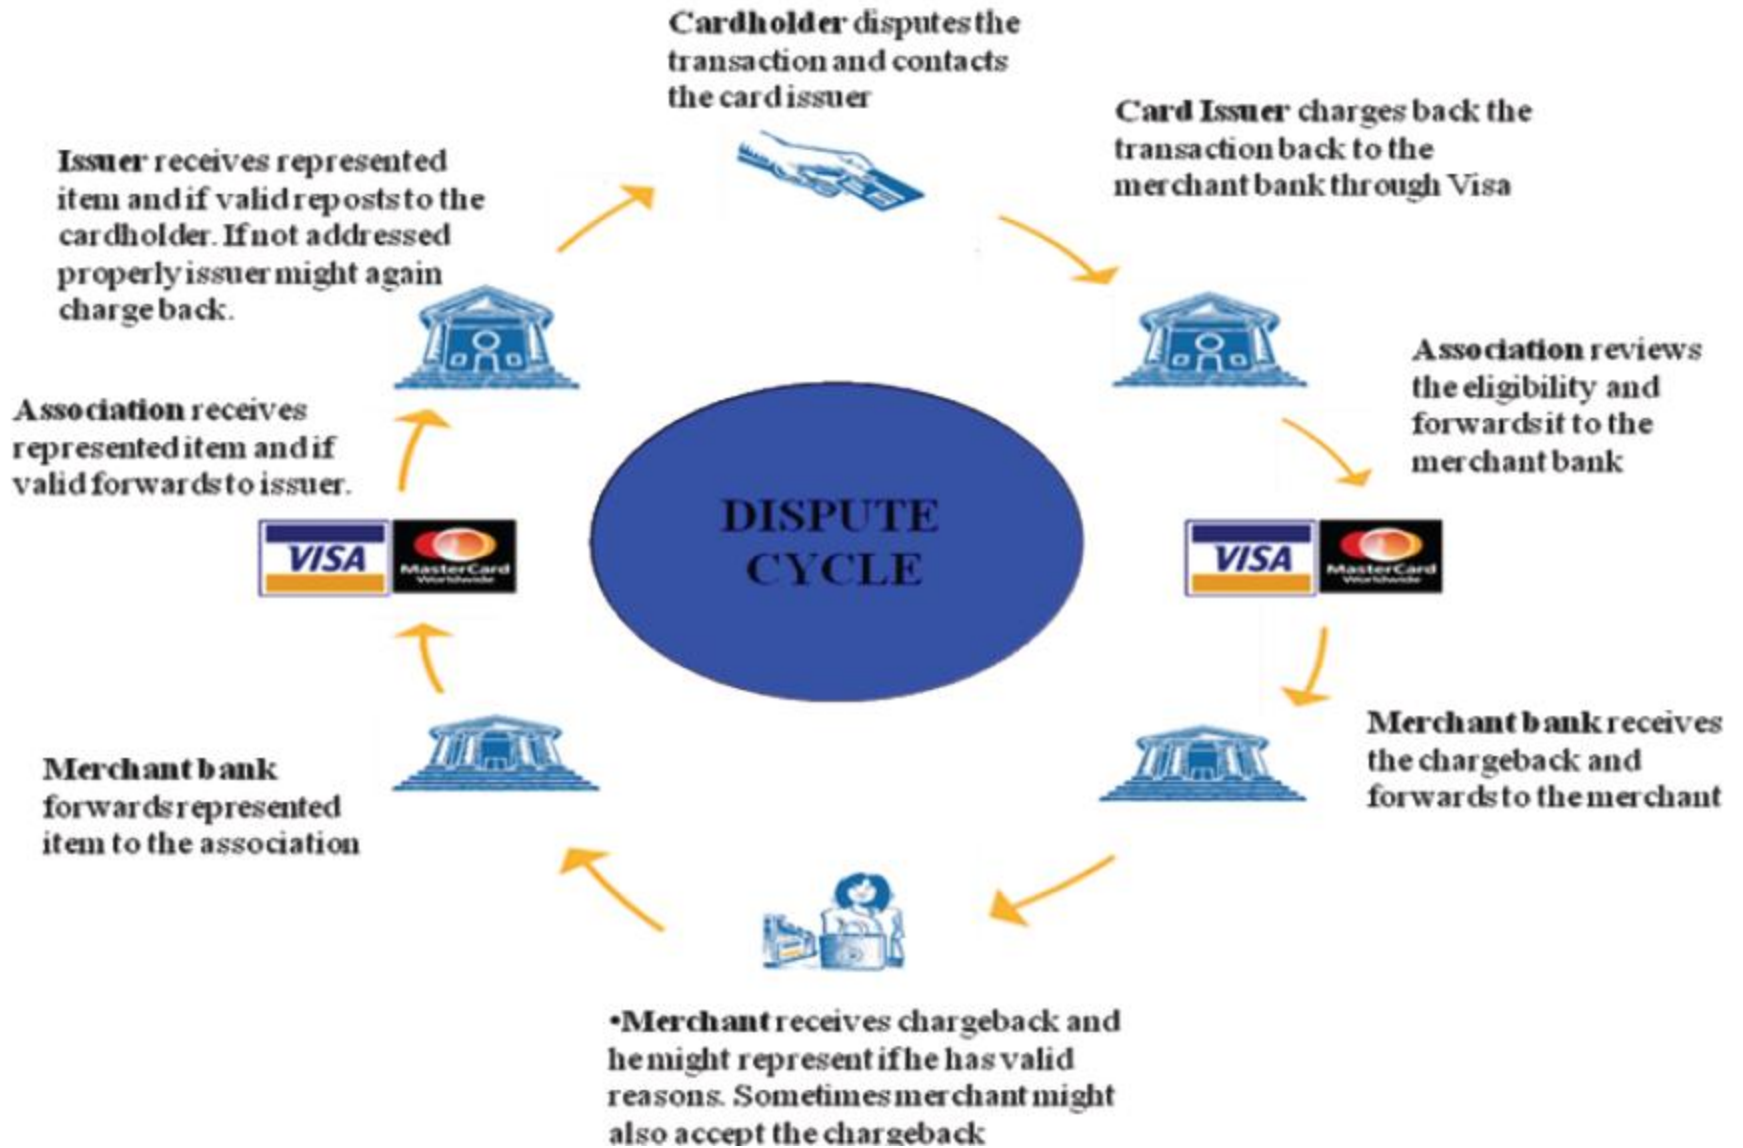 Cardholder disputes the
transaction and contacts
the card issuer
Card Issuer charges back the
transaction back to the
merchant bank through Visa
Association reviews
the eligibility and
forwards it to the
merchant bank
VISA
MasterCard
Worldwide
Merchant bank receives
the chargeback and
forwards to the merchant
•Merchant receives chargeback and
he might represent if he has valid
reasons. Sometimes merchant might
also accept the chargeback
Merchant bank
forwards represented
item to the association
VISA
MasterCard
Worldwide
Association receives
represented item and if
valid forwards to issuer.
Issuer receives represented
item and if valid reposts to the
cardholder. If not addressed
properly issuer might again
charge back.
DISPUTE
CYCLE